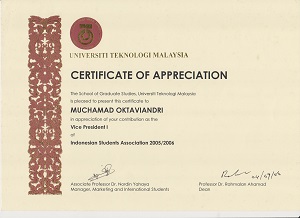 UNIVERSITI TEKNOLOGI MALAYSIA
CERTIFICATE OF APPRECIATION
The School of Graduate Studies, Universiti Teknologi Malaysia
is pleased to present this certificate to
MUCHAMAD OKTAVIANDRI
in appreciation of your contribution as the
Vice President I
of
Indonesian Students Association 2005/2006
Associate Professor Dr. Nordin Yahaya
Manager, Marketing and International Students
Professor Dr. Rahmalan Ahamad
Dean